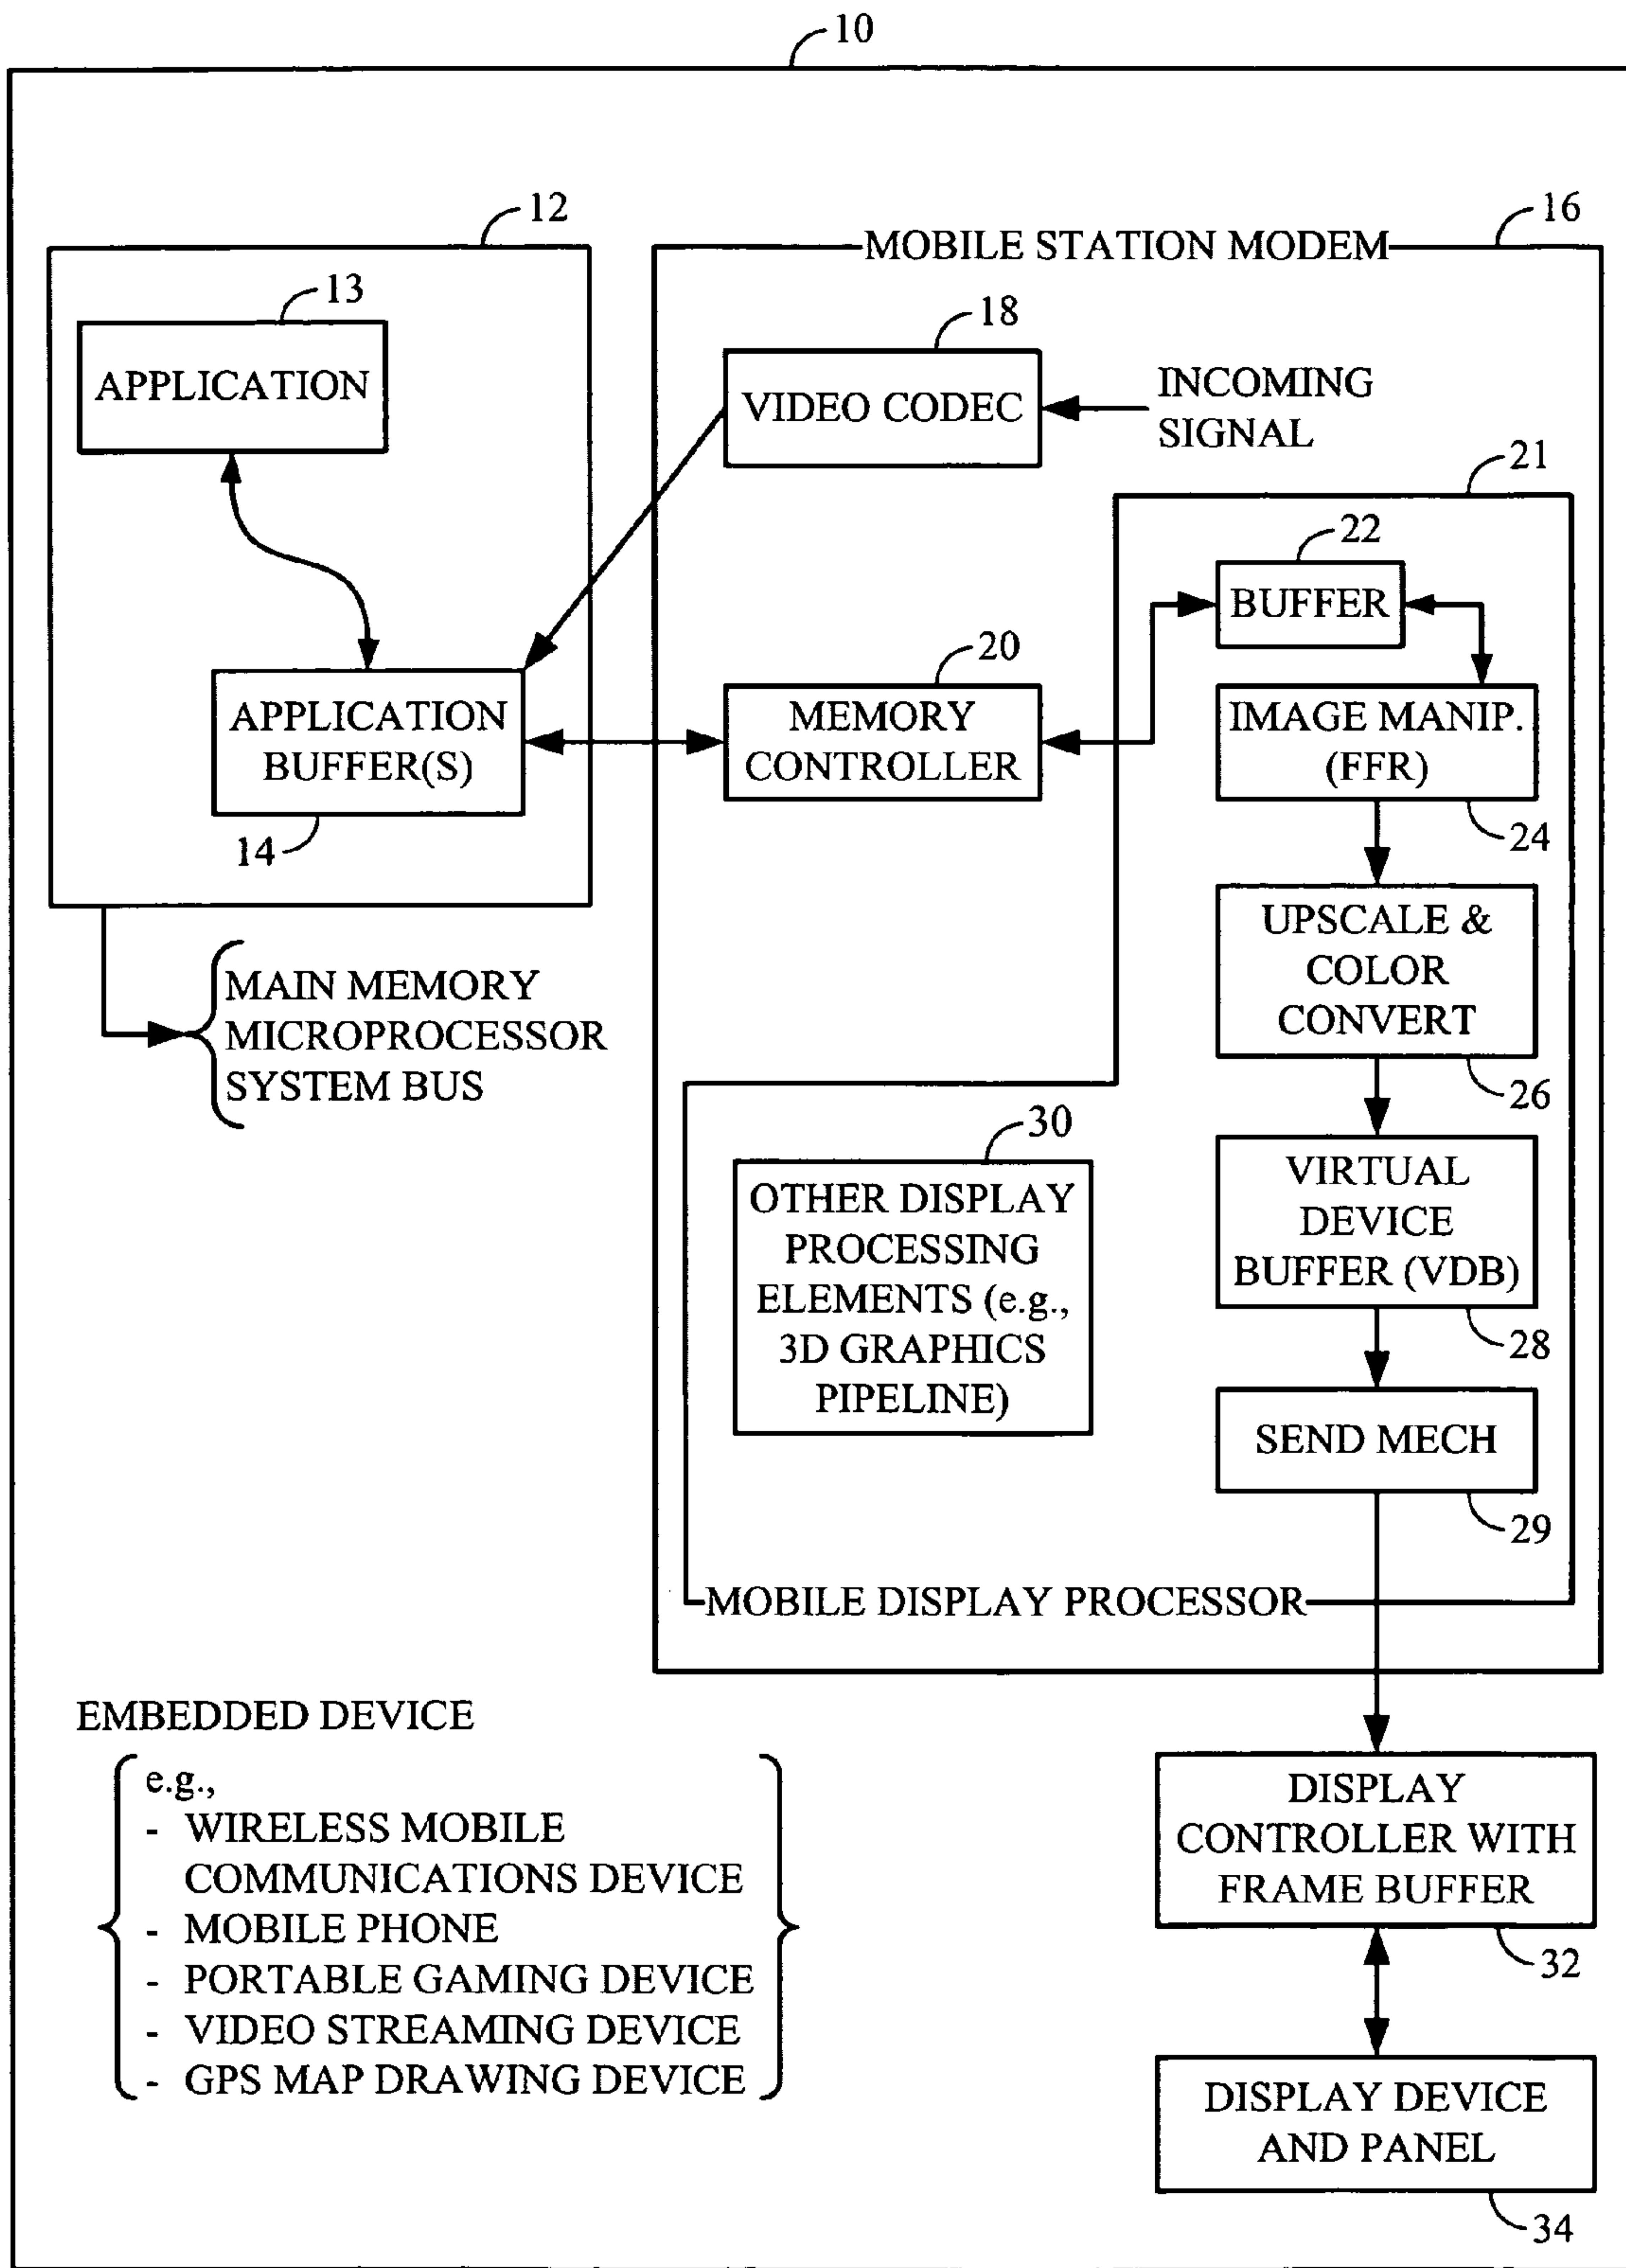 10
12
16
MOBILE STATION MODEM
13
APPLICATION
18
VIDEO CODEC
INCOMING
SIGNAL
21
22
BUFFER
20
MEMORY
CONTROLLER
APPLICATION
BUFFER(S)
14
IMAGE MANIP.
(FFR)
24
UPSCALE &
COLOR
CONVERT
26
MAIN MEMORY
MICROPROCESSOR
SYSTEM BUS
30
OTHER DISPLAY
PROCESSING
ELEMENTS (e.g.,
3D GRAPHICS
PIPELINE)
VIRTUAL
DEVICE
BUFFER (VDB)
28
SEND MECH
29
MOBILE DISPLAY PROCESSOR
EMBEDDED DEVICE
e.g.,
- WIRELESS MOBILE
COMMUNICATIONS DEVICE
- MOBILE PHONE
- PORTABLE GAMING DEVICE
- VIDEO STREAMING DEVICE
- GPS MAP DRAWING DEVICE
DISPLAY
CONTROLLER WITH
FRAME BUFFER
32
DISPLAY DEVICE
AND PANEL
34